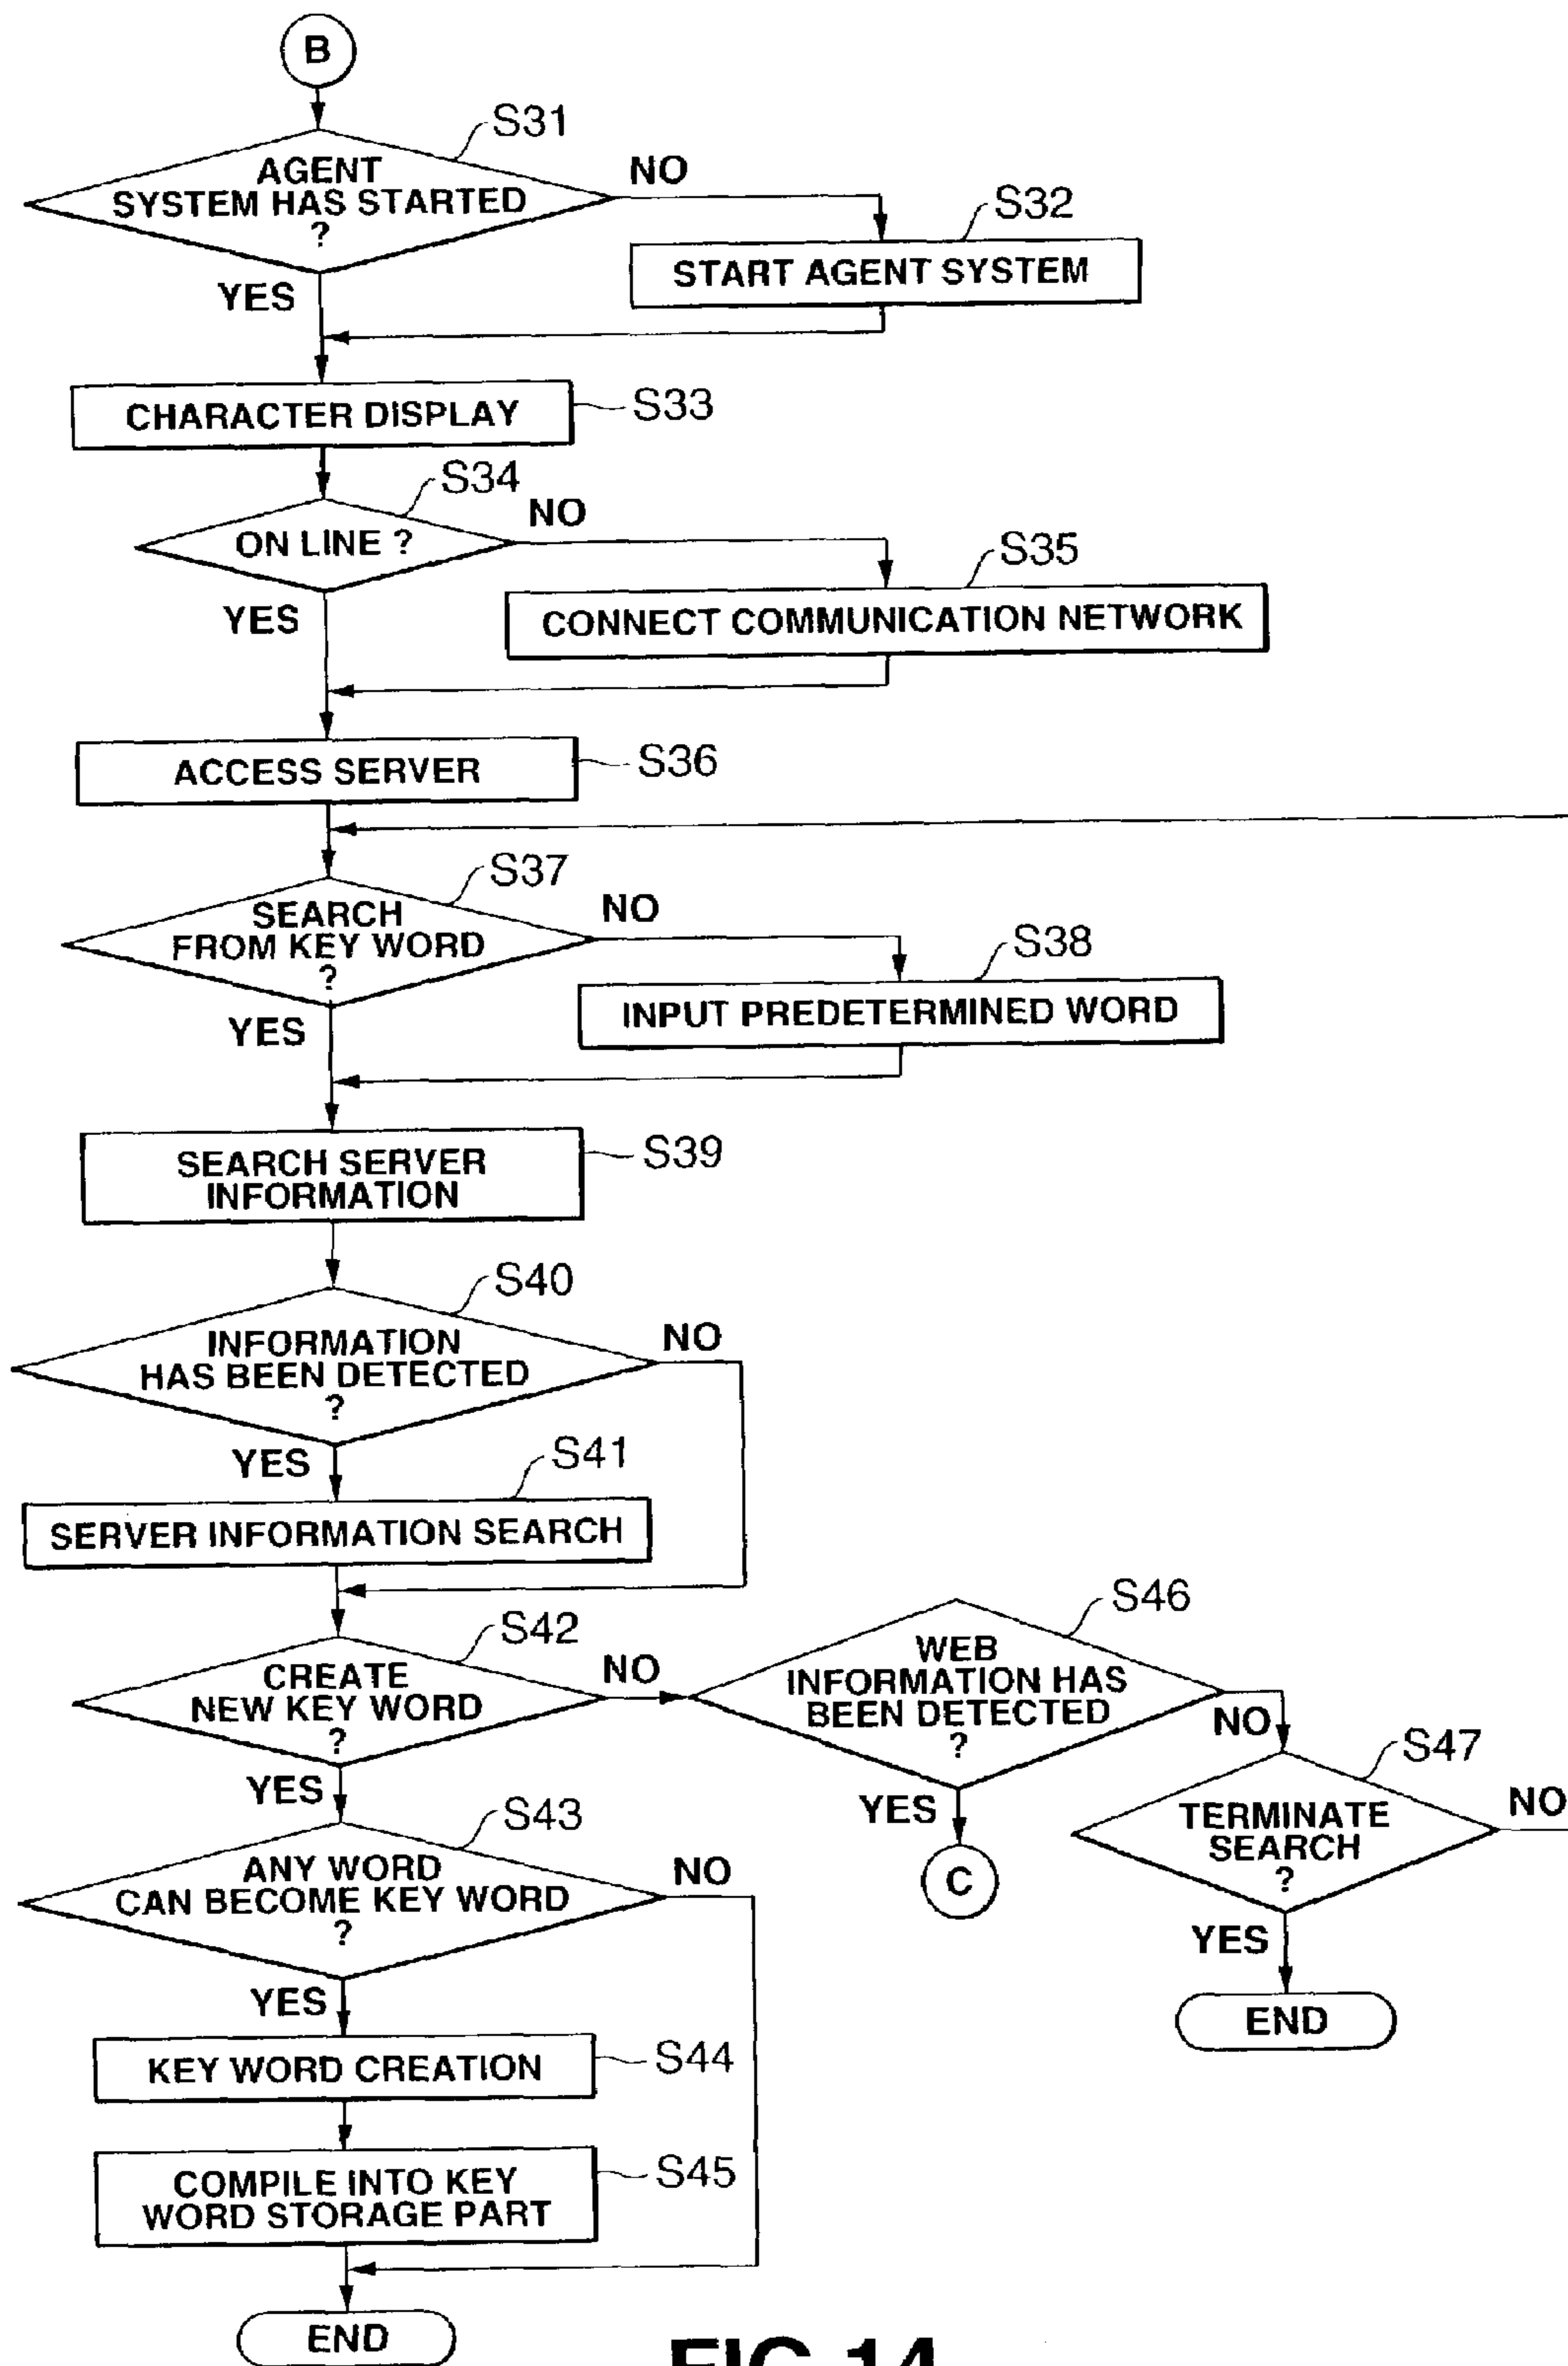 B
S31
AGENT
SYSTEM HAS STARTED
?
NO
S32
START AGENT SYSTEM
YES
CHARACTER DISPLAY
S33
S34
ON LINE ?
NO
S35
CONNECT COMMUNICATION NETWORK
YES
ACCESS SERVER
S36
S37
SEARCH
FROM KEY WORD
?
NO
S38
INPUT PREDETERMINED WORD
YES
SEARCH SERVER
INFORMATION
S39
S40
INFORMATION
HAS BEEN DETECTED
?
NO
YES
S41
SERVER INFORMATION SEARCH
S42
CREATE
NEW KEY WORD
?
NO
S46
WEB
INFORMATION HAS
BEEN DETECTED
?
NO
YES
C
S47
TERMINATE
SEARCH
?
NO
YES
END
YES
S43
ANY WORD
CAN BECOME KEY WORD
?
NO
YES
KEY WORD CREATION
S44
COMPILE INTO KEY
WORD STORAGE PART
S45
END
FIG.14